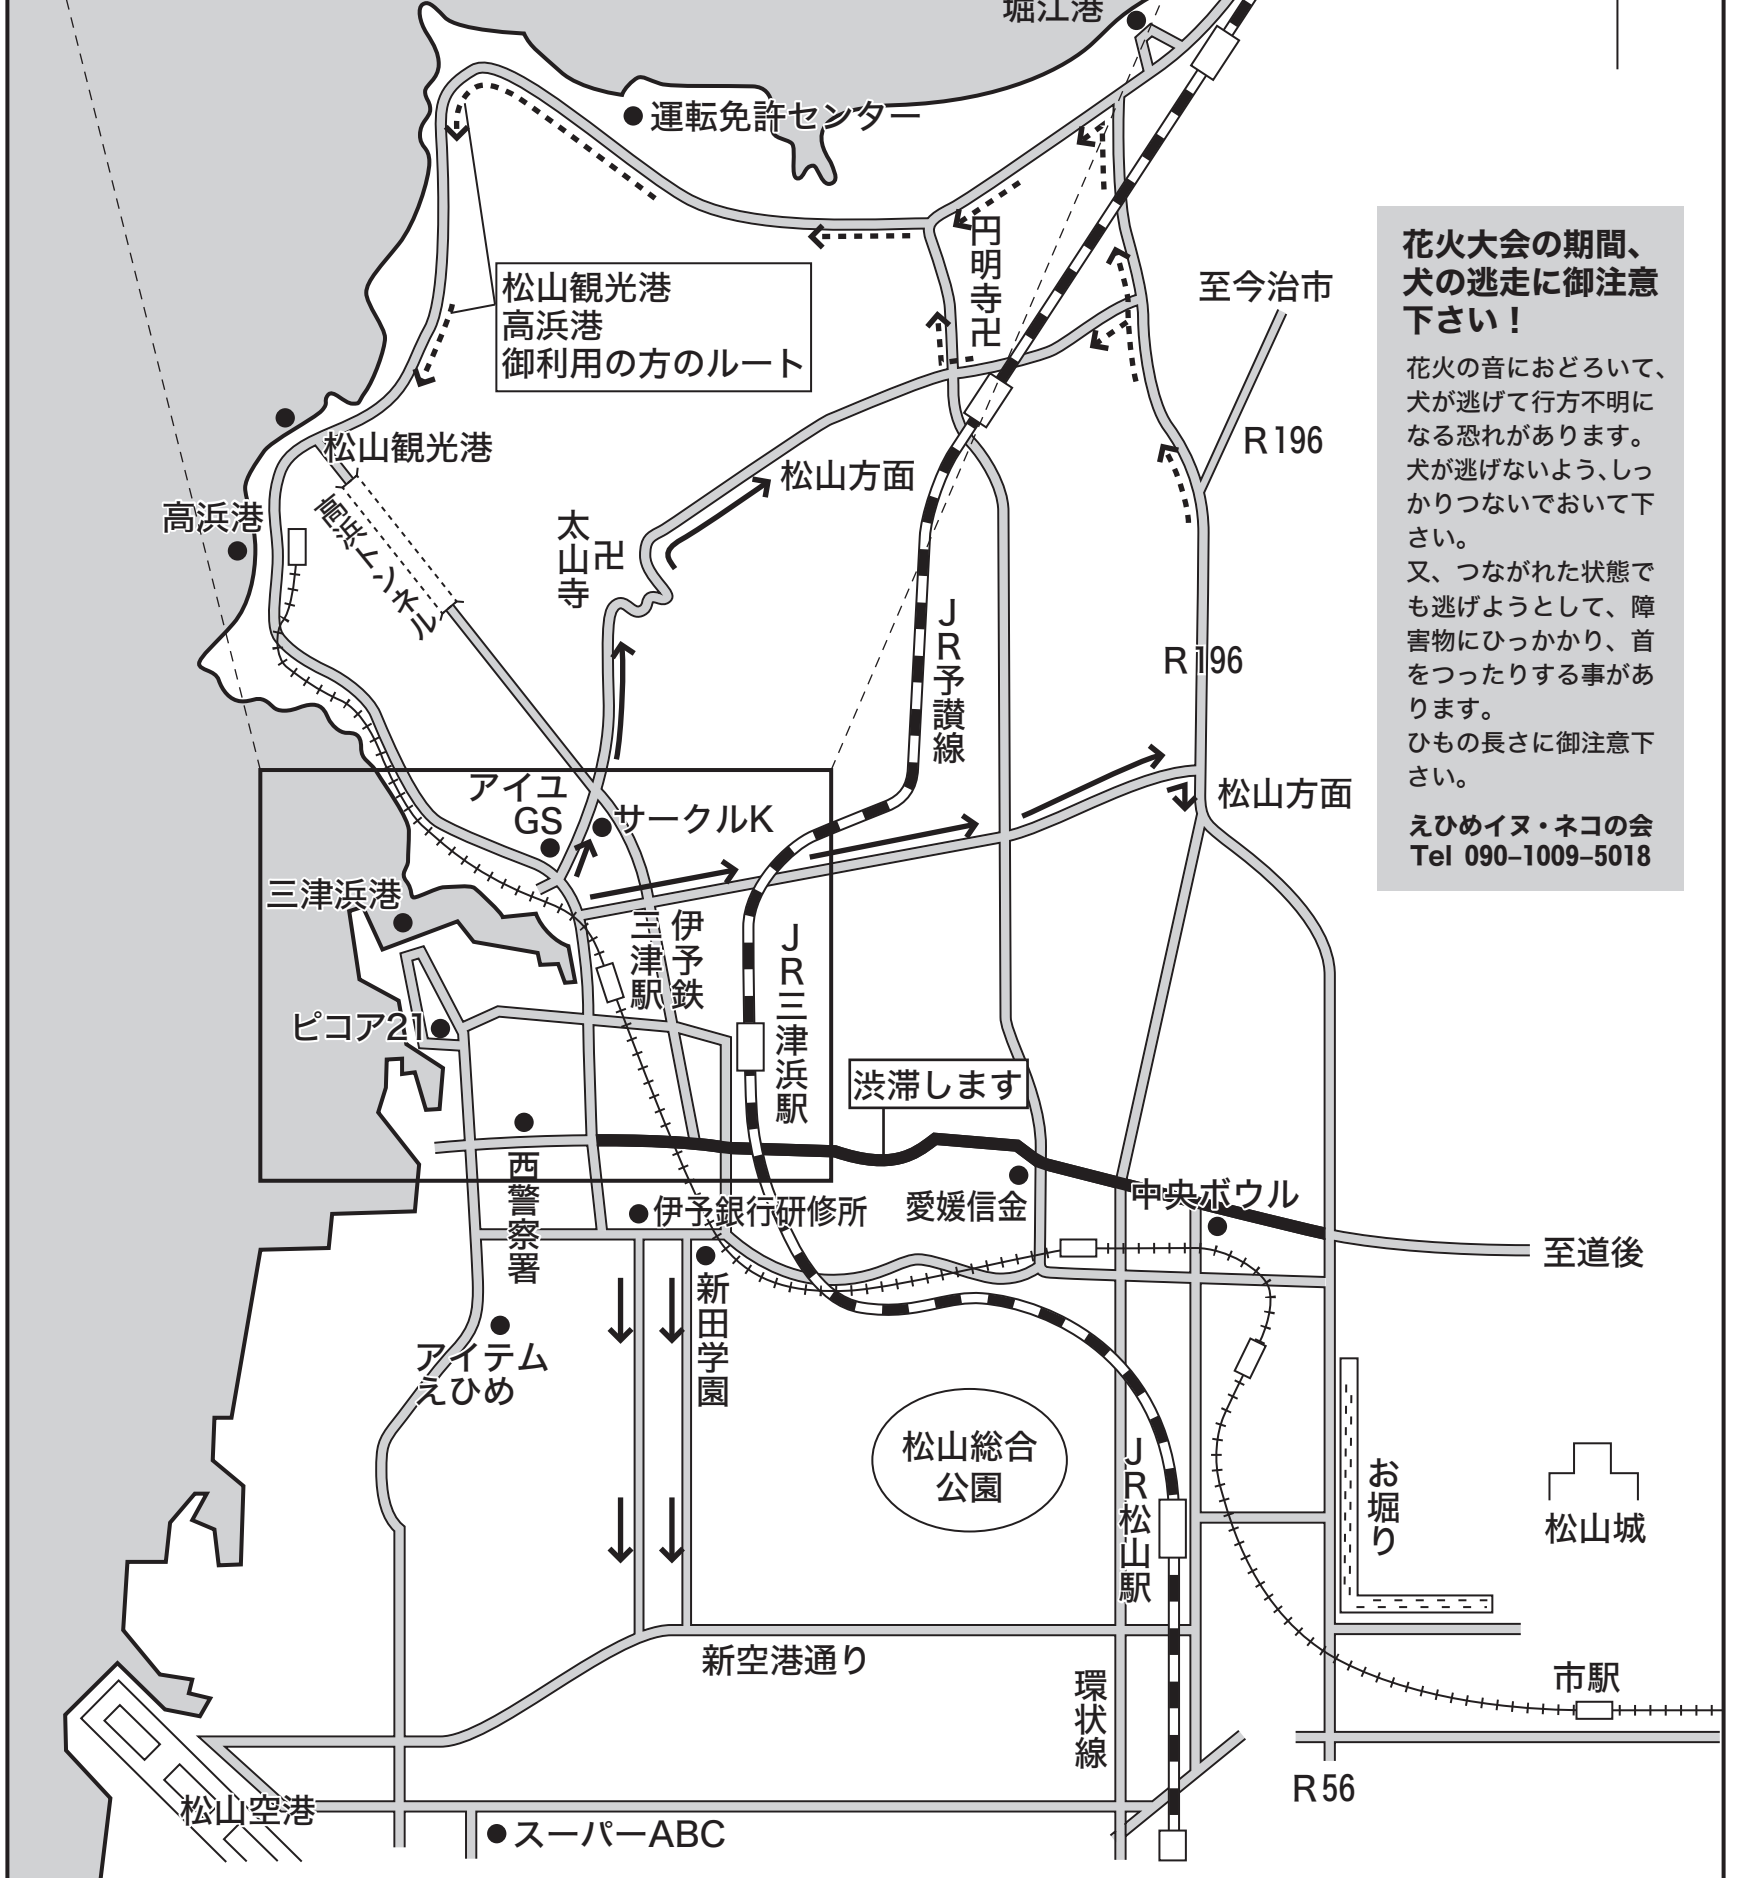 堀江港
運転免許センター
円明寺卍
至今治市
松山観光港
高浜港
御利用の方のルート
花火大会の期間、
犬の逃走に御注意
下さい！
花火の音におどろいて、
犬が逃げて行方不明に
なる恐れがあります。
犬が逃げないよう、しっ
かりつないでおいて下
さい。
又、つながれた状態で
も逃げようとして、障
害物にひっかかり、首
をつったりする事があ
ります。
ひもの長さに御注意下
さい。
えひめイヌ・ネコの会
Tel 090–1009–5018
R196
松山観光港
松山方面
高浜港
高浜トンネル
太山寺
卍
JR予讃線
R196
アイユ
GS
サークルK
松山方面
三津浜港
伊予鉄
三津駅
JR三津浜駅
ピコア21
渋滞します
西警察署
伊予銀行研修所
愛媛信金
中央ボウル
至道後
新田学園
アイテム
えひめ
松山総合
公園
JR松山駅
お堀り
松山城
新空港通り
環状線
市駅
R56
松山空港
スーパーABC